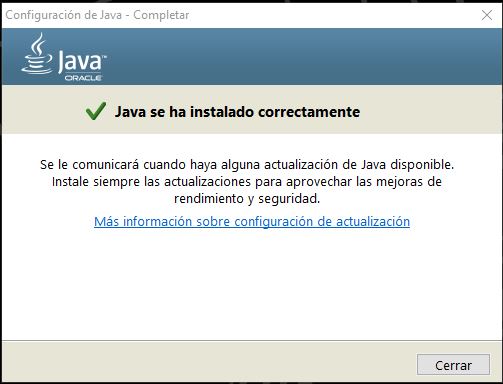 Configuración de Java - Completar
Java™
ORACLE
Java se ha instalado correctamente
Se le comunicará cuando haya alguna actualización de Java disponible.
Instale siempre las actualizaciones para aprovechar las mejoras de
rendimiento y seguridad.
Más información sobre configuración de actualización
Cerrar